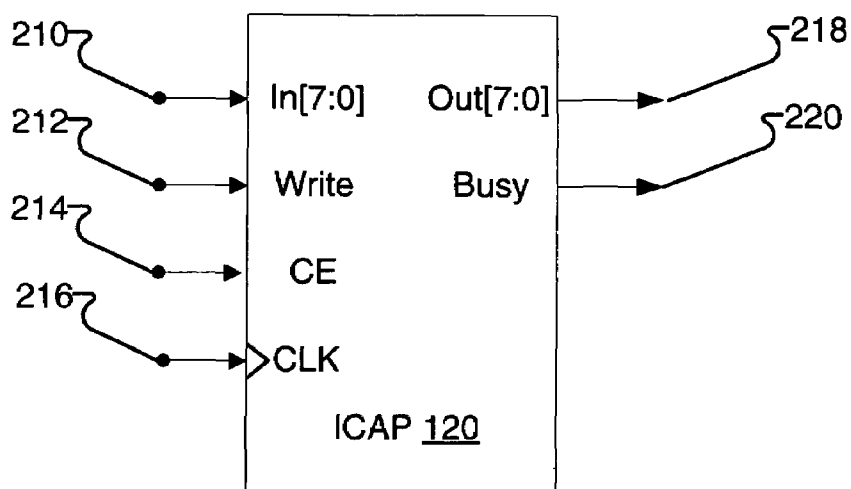 210
218
In[7:0] Out[7:0]
212
220
Write Busy
214
CE
216
CLK
ICAP 120